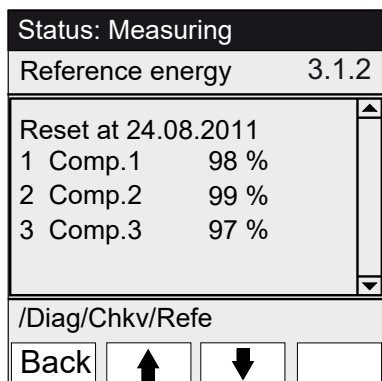 Status: Measuring
Reference energy 3.1.2
Reset at 24.08.2011
1 Comp.1 98 %
2 Comp.2 99 %
3 Comp.3 97 %
/Diag/Chkv/Refe
Back